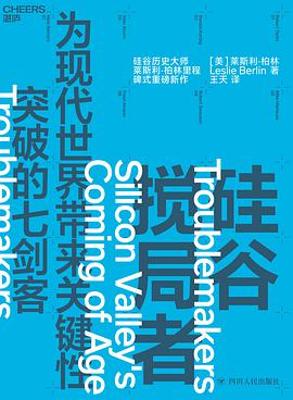 CHEERS
湛庐
为现代世界带来关键性
突破的七剑客
硅谷历史大师
莱斯利·柏林里程
碑式重磅新作
[美] 莱斯利·柏林
Leslie Berlin 著
王天 译
硅谷
搅局者
Troublemakers
Silicon Valley's
Coming of Age
Troublemakers
四川人民出版社